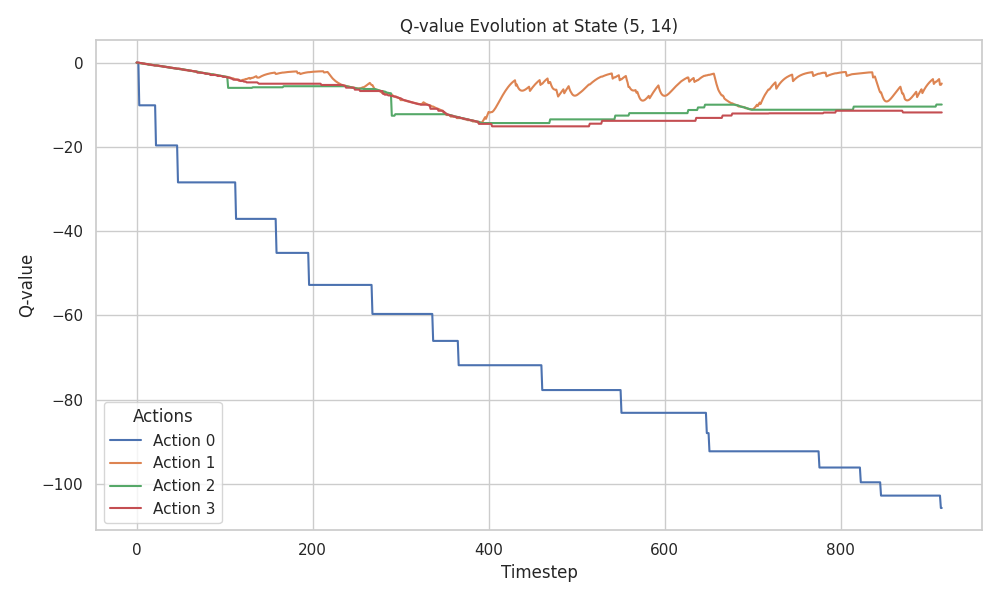 Q-value Evolution at State (5, 14)
Q-value
0
−20
−40
−60
−80
−100
Actions
Action 0
Action 1
Action 2
Action 3
0
200
400
600
800
Timestep